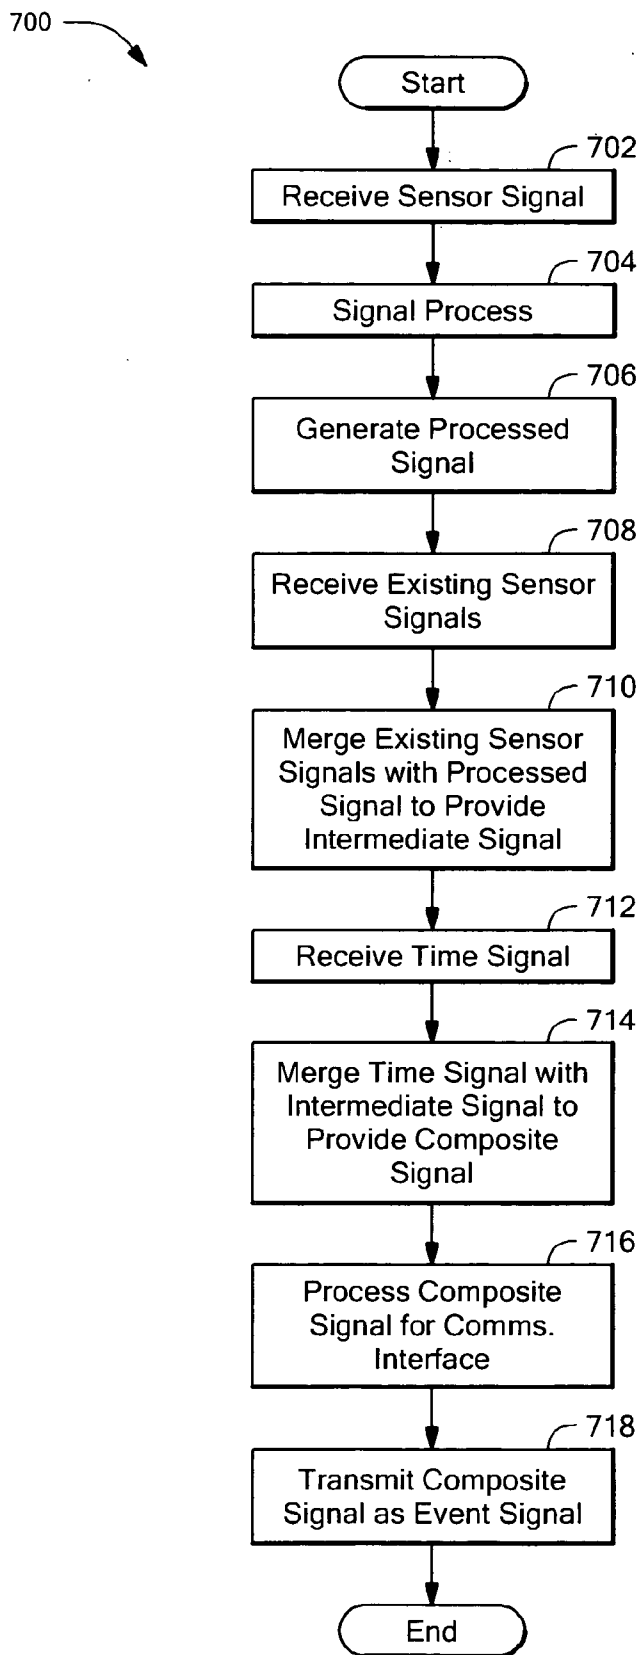 700
Start
702
Receive Sensor Signal
704
Signal Process
706
Generate Processed
Signal
708
Receive Existing Sensor
Signals
710
Merge Existing Sensor
Signals with Processed
Signal to Provide
Intermediate Signal
712
Receive Time Signal
714
Merge Time Signal with
Intermediate Signal to
Provide Composite
Signal
716
Process Composite
Signal for Comms.
Interface
718
Transmit Composite
Signal as Event Signal
End